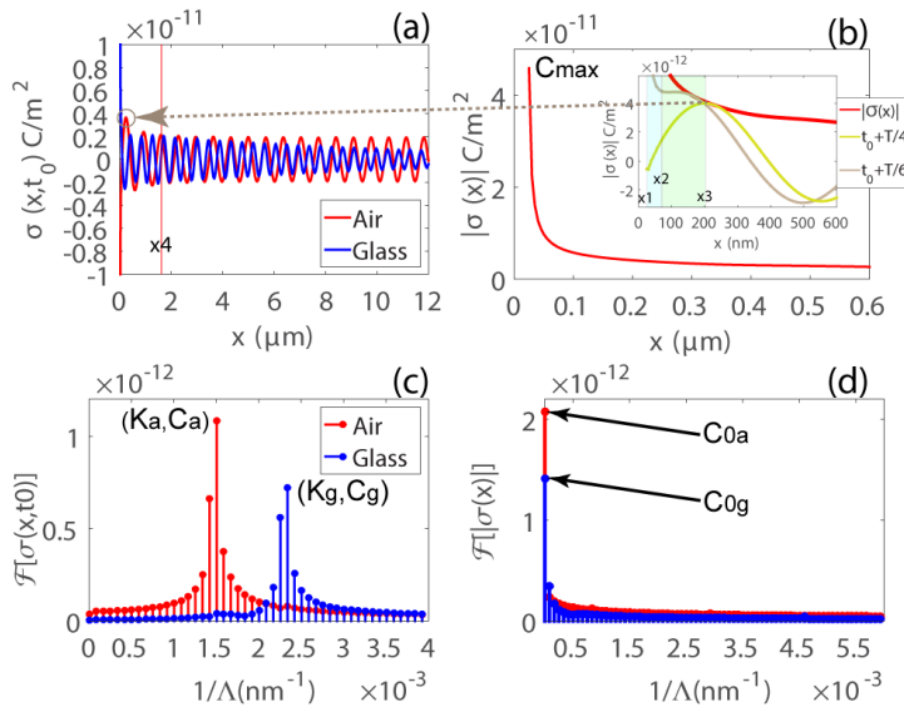 ×10⁻¹¹
(a)
σ (x,t₀) C/m²
1
0.8
0.6
0.4
0.2
0
-0.2
-0.4
-0.6
-0.8
-1
x4
Air
Glass
0 2 4 6 8 10 12
x (μm)
×10⁻¹¹
(b)
Cmax
|σ (x)| C/m²
5
4
3
2
1
0
0 0.1 0.2 0.3 0.4 0.5 0.6
x (μm)
×10⁻¹²
|σ (x)| C/m²
6
4
2
0
-2
x1
x2
x3
0 100 200 300 400 500 600
x (nm)
|σ(x)|
t₀+T/4
t₀+T/6
×10⁻¹²
(c)
(Ka,Ca)
(Kg,Cg)
Air
Glass
ℱ[σ(x,t0)]
1
0.5
0
0 0.5 1 1.5 2 2.5 3 3.5 4
1/Λ(nm⁻¹) ×10⁻³
×10⁻¹²
(d)
C0a
C0g
ℱ[|σ(x)|]
2
1
0
0.5 1.5 2.5 3.5 4.5 5.5
1/Λ(nm⁻¹) ×10⁻³